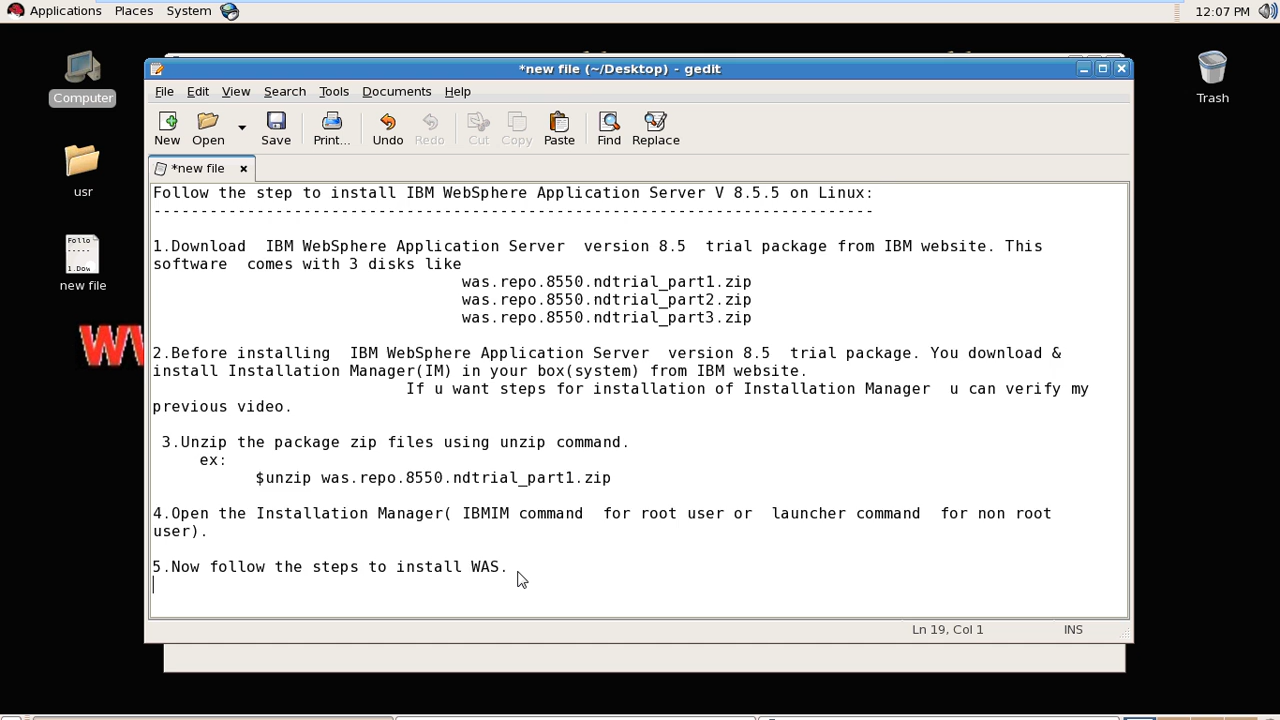 Applications Places System
12:07 PM
Computer
usr
Follo
-----
1.Dow
new file
W
Trash
*new file (~/Desktop) - gedit
File Edit View Search Tools Documents Help
New Open Save Print... Undo Redo Cut Copy Paste Find Replace
*new file
Follow the step to install IBM WebSphere Application Server V 8.5.5 on Linux:
-----------------------------------------------------------------------------
1.Download  IBM WebSphere Application Server  version 8.5  trial package from IBM website. This
software  comes with 3 disks like
was.repo.8550.ndtrial_part1.zip
was.repo.8550.ndtrial_part2.zip
was.repo.8550.ndtrial_part3.zip
2.Before installing  IBM WebSphere Application Server  version 8.5  trial package. You download &
install Installation Manager(IM) in your box(system) from IBM website.
If u want steps for installation of Installation Manager  u can verify my
previous video.
3.Unzip the package zip files using unzip command.
ex:
$unzip was.repo.8550.ndtrial_part1.zip
4.Open the Installation Manager( IBMIM command  for root user or  launcher command  for non root
user).
5.Now follow the steps to install WAS.
Ln 19, Col 1 INS